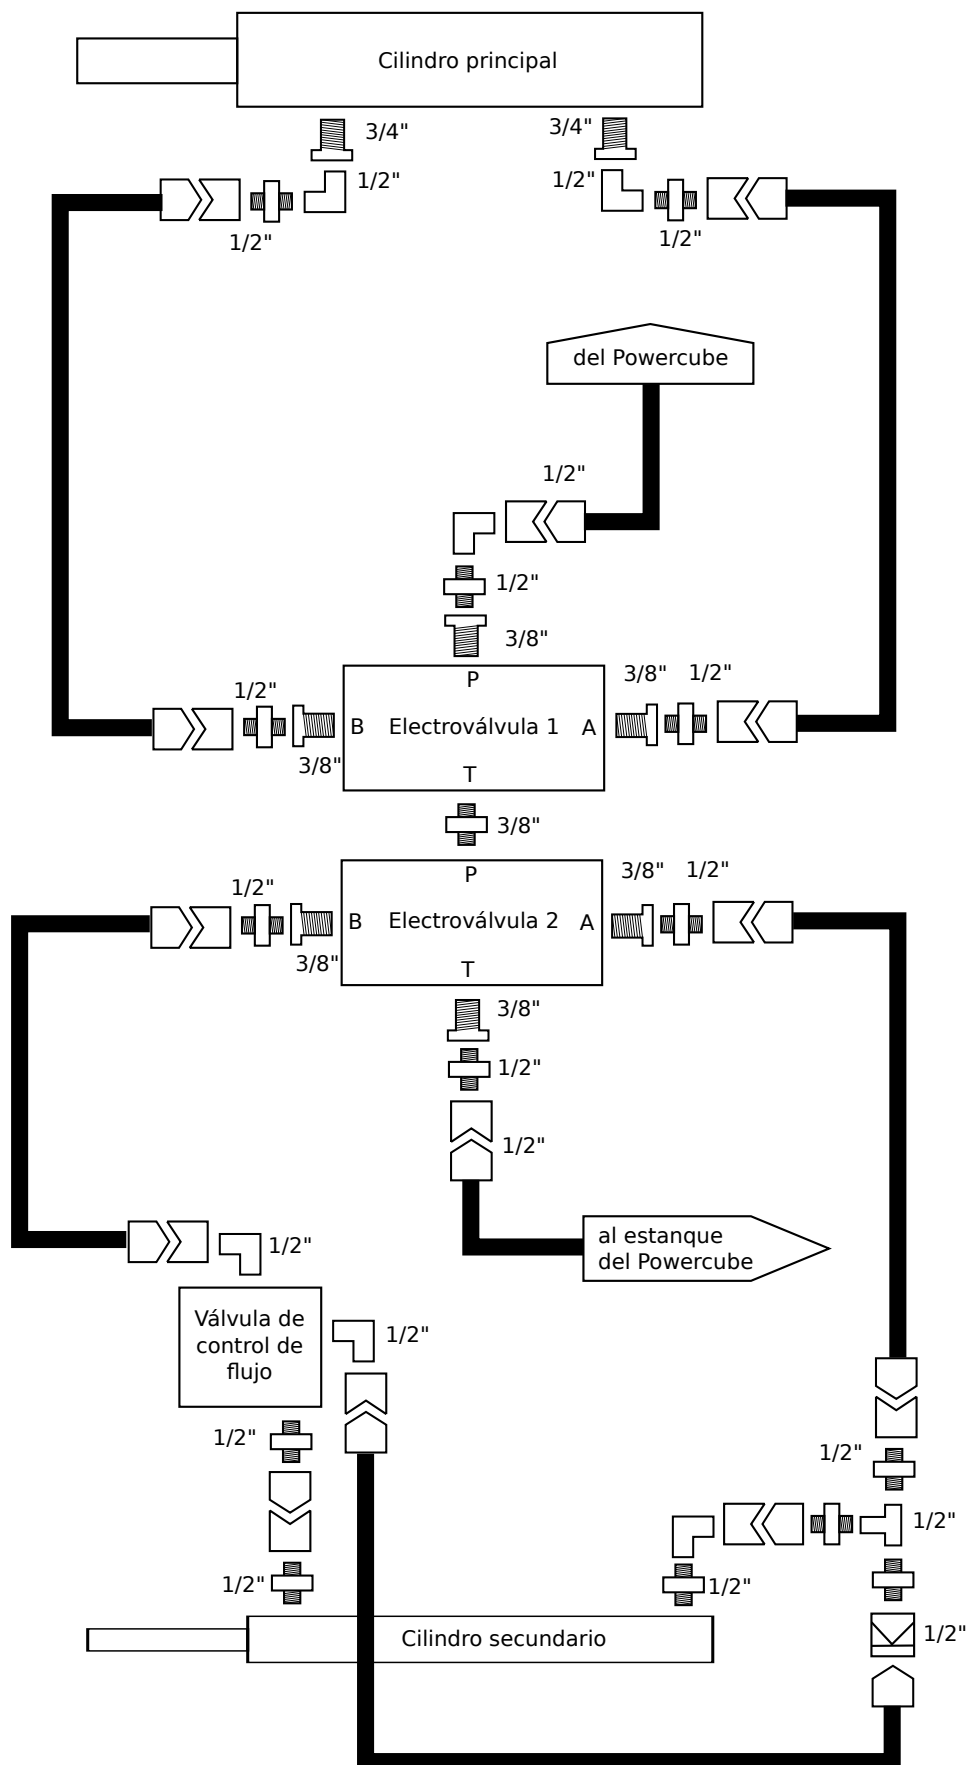 Cilindro principal
3/4"
3/4"
1/2"
1/2"
1/2"
1/2"
del Powercube
1/2"
1/2"
3/8"
P
3/8"
1/2"
1/2"
B
Electroválvula 1
A
3/8"
T
3/8"
P
3/8"
1/2"
1/2"
B
Electroválvula 2
A
3/8"
T
3/8"
1/2"
1/2"
al estanque
del Powercube
1/2"
Válvula de
control de
flujo
1/2"
1/2"
1/2"
1/2"
1/2"
1/2"
Cilindro secundario
1/2"